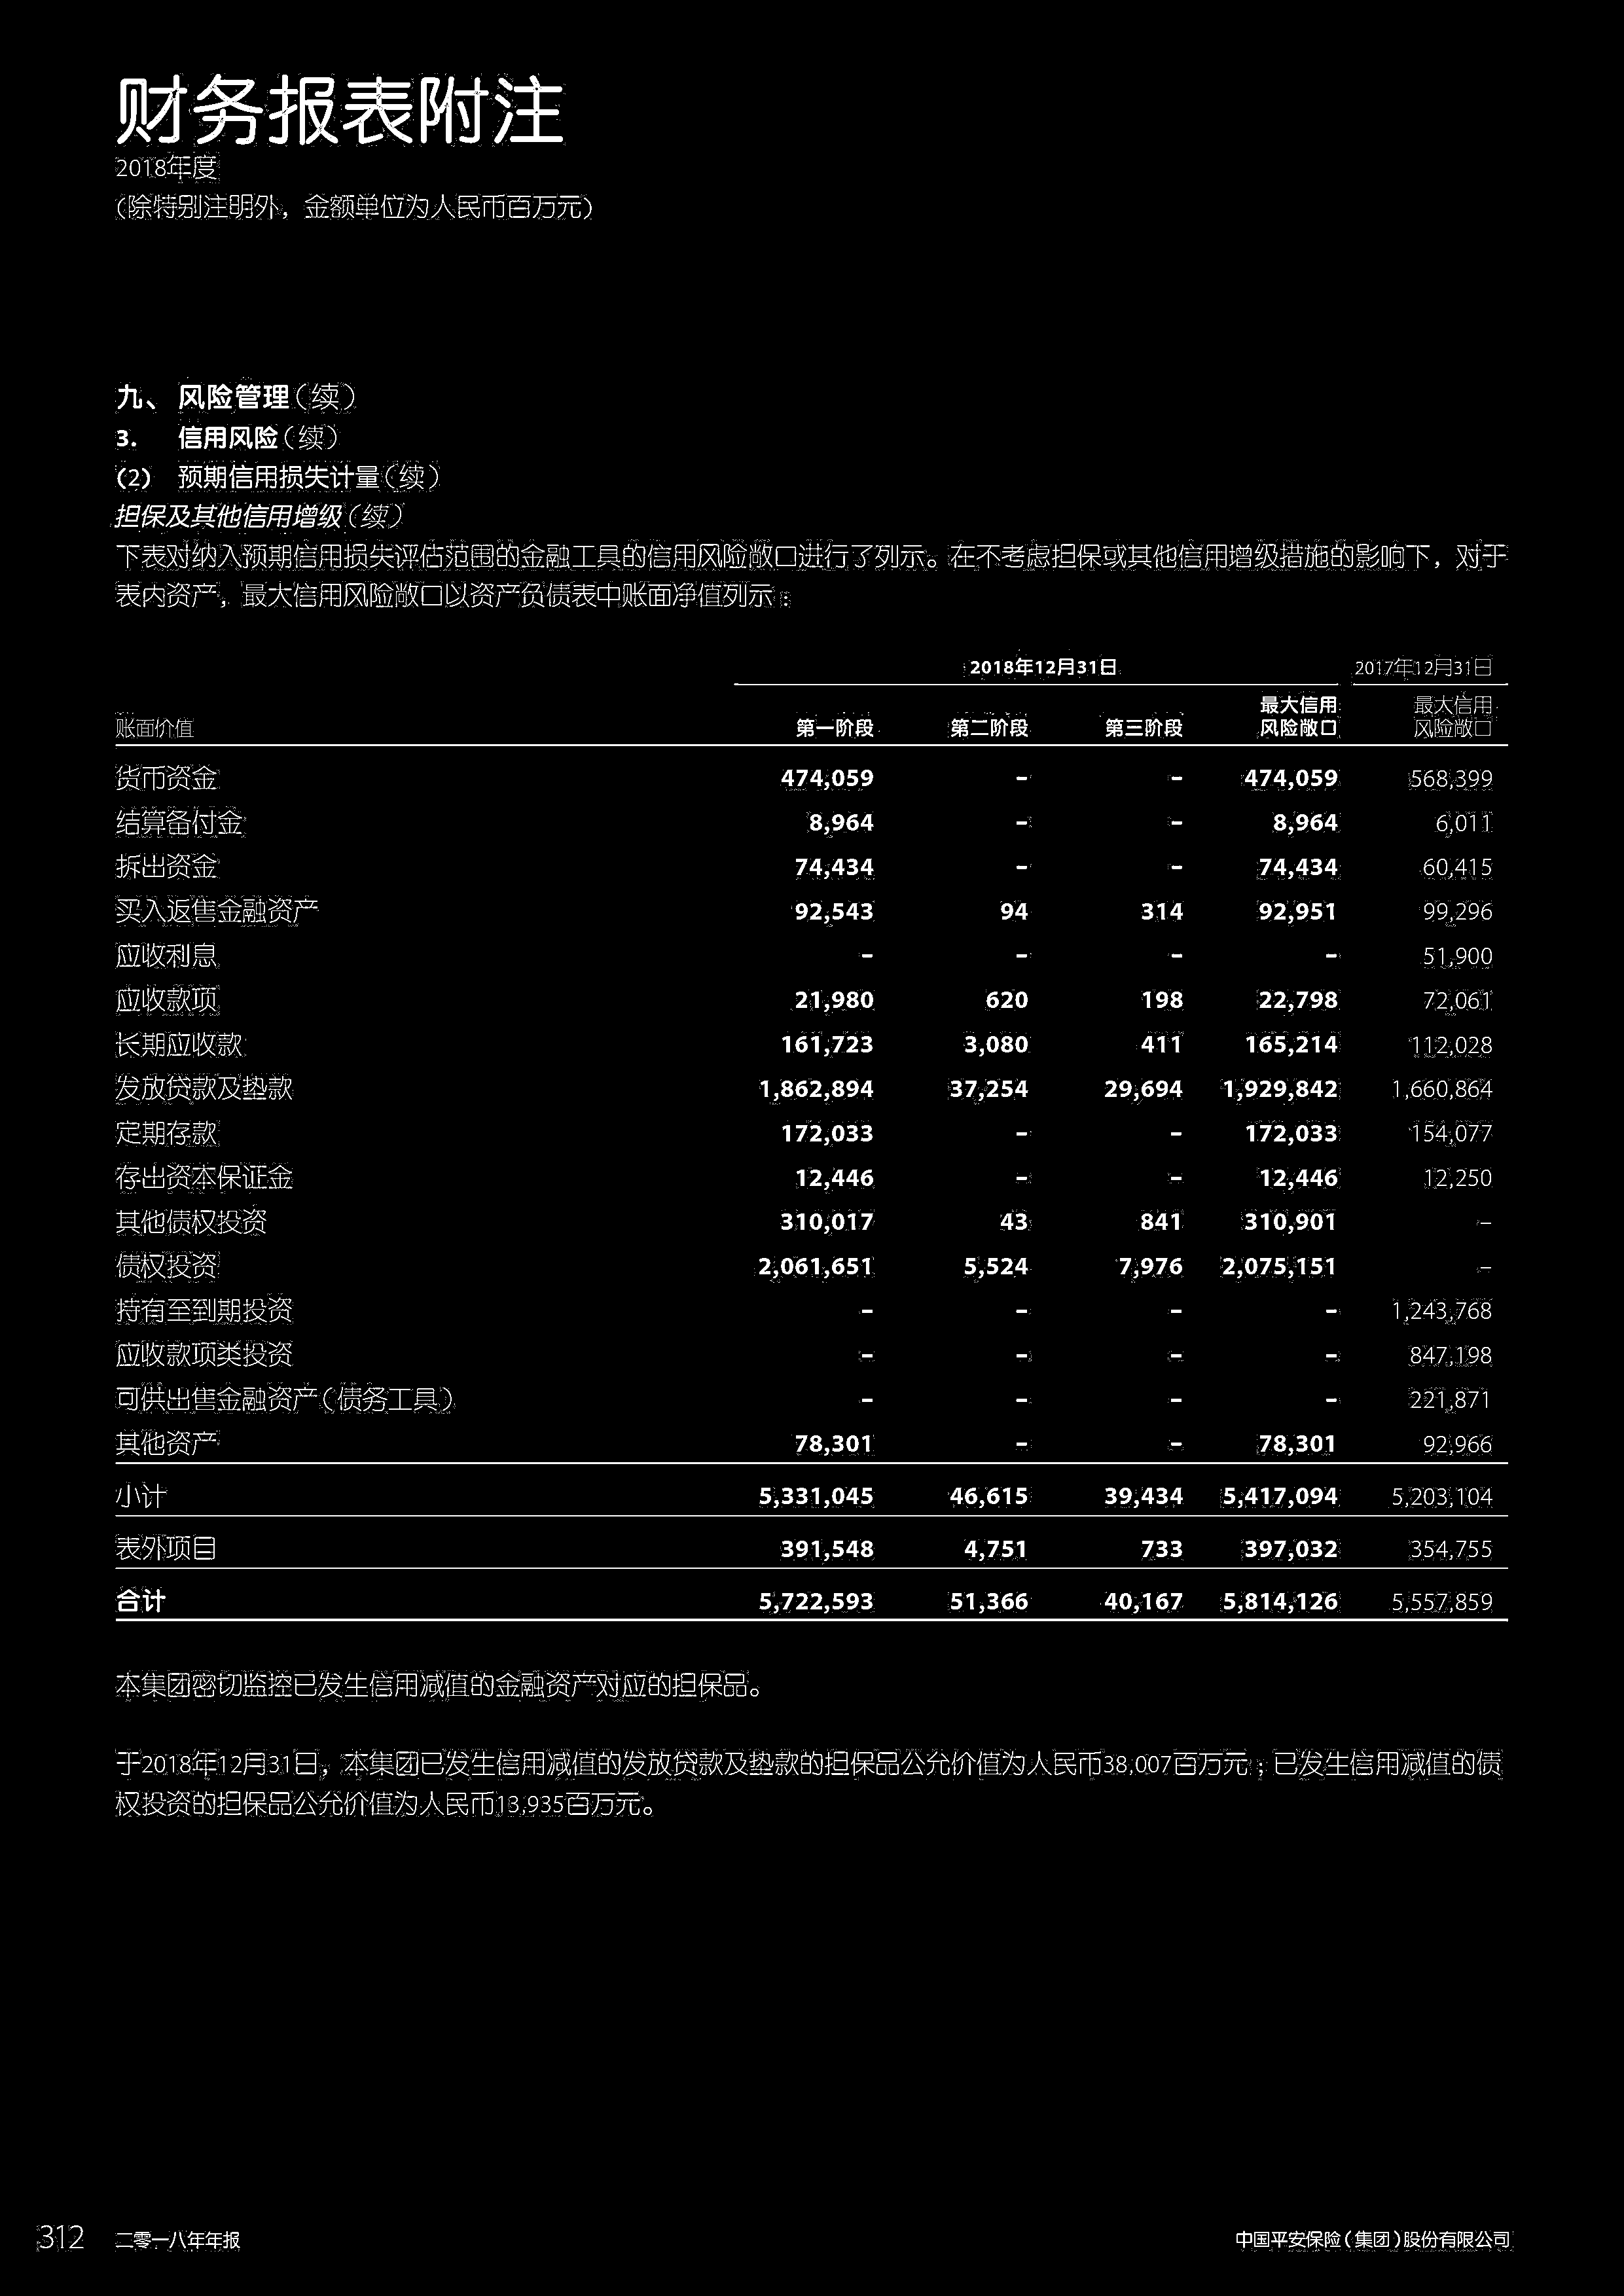 财务报表附注
2018年度
(除特别注明外，金额单位为人民币百万元)
九、 风险管理(续)
3. 信用风险(续)
(2) 预期信用损失计量(续)
担保及其他信用增级(续)
下表对纳入预期信用损失评估范围的金融工具的信用风险敞口进行了列示。在不考虑担保或其他信用增级措施的影响下，对于
表内资产，最大信用风险敞口以资产负债表中账面净值列示：
2018年12月31日 2017年12月31日
最大信用 最大信用
账面价值 第一阶段 第二阶段 第三阶段 风险敞口 风险敞口
货币资金 474,059 – – 474,059 568,399
结算备付金 8,964 – – 8,964 6,011
拆出资金 74,434 – – 74,434 60,415
买入返售金融资产 92,543 94 314 92,951 99,296
应收利息 – – – – 51,900
应收款项 21,980 620 198 22,798 72,061
长期应收款 161,723 3,080 411 165,214 112,028
发放贷款及垫款 1,862,894 37,254 29,694 1,929,842 1,660,864
定期存款 172,033 – – 172,033 154,077
存出资本保证金 12,446 – – 12,446 12,250
其他债权投资 310,017 43 841 310,901 –
债权投资 2,061,651 5,524 7,976 2,075,151 –
持有至到期投资 – – – – 1,243,768
应收款项类投资 – – – – 847,198
可供出售金融资产(债务工具) – – – – 221,871
其他资产 78,301 – – 78,301 92,966
小计 5,331,045 46,615 39,434 5,417,094 5,203,104
表外项目 391,548 4,751 733 397,032 354,755
合计 5,722,593 51,366 40,167 5,814,126 5,557,859
本集团密切监控已发生信用减值的金融资产对应的担保品。
于2018年12月31日，本集团已发生信用减值的发放贷款及垫款的担保品公允价值为人民币38,007百万元；已发生信用减值的债
权投资的担保品公允价值为人民币13,935百万元。
312 二零一八年年报 中国平安保险(集团)股份有限公司